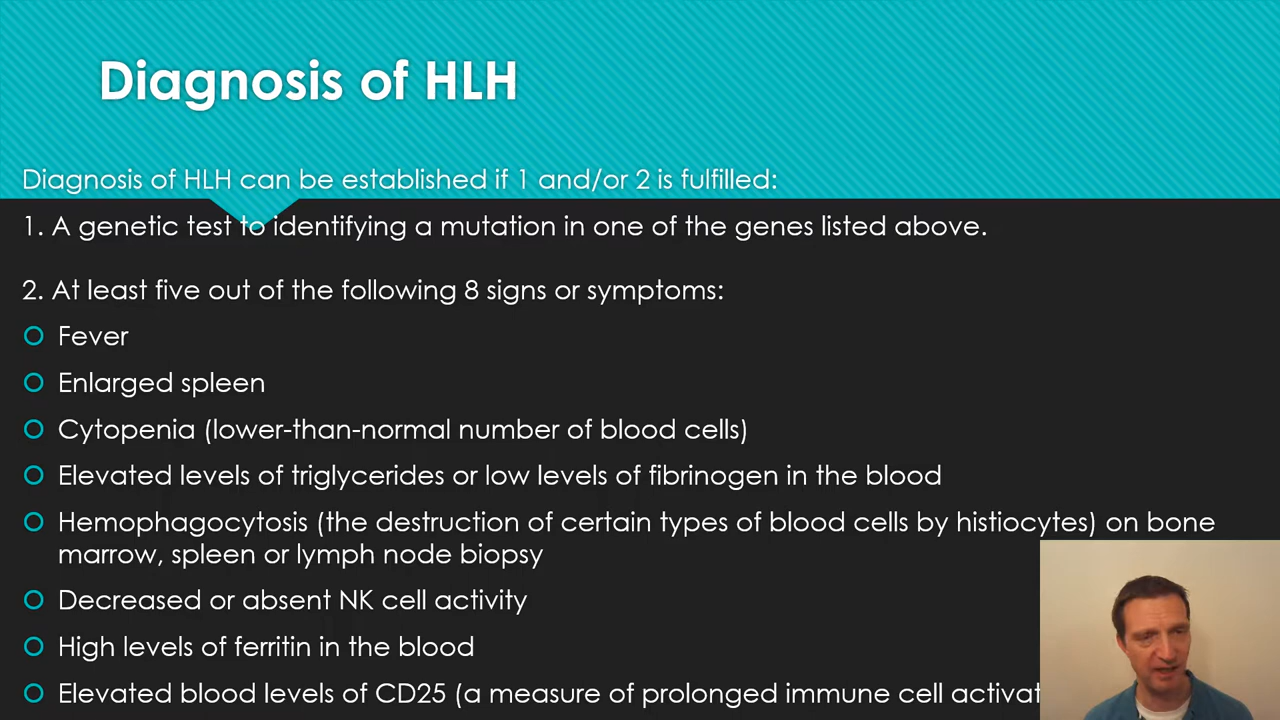 Diagnosis of HLH
Diagnosis of HLH can be established if 1 and/or 2 is fulfilled:
1. A genetic test to identifying a mutation in one of the genes listed above.
2. At least five out of the following 8 signs or symptoms:
Fever
Enlarged spleen
Cytopenia (lower-than-normal number of blood cells)
Elevated levels of triglycerides or low levels of fibrinogen in the blood
Hemophagocytosis (the destruction of certain types of blood cells by histiocytes) on bone
marrow, spleen or lymph node biopsy
Decreased or absent NK cell activity
High levels of ferritin in the blood
Elevated blood levels of CD25 (a measure of prolonged immune cell activat